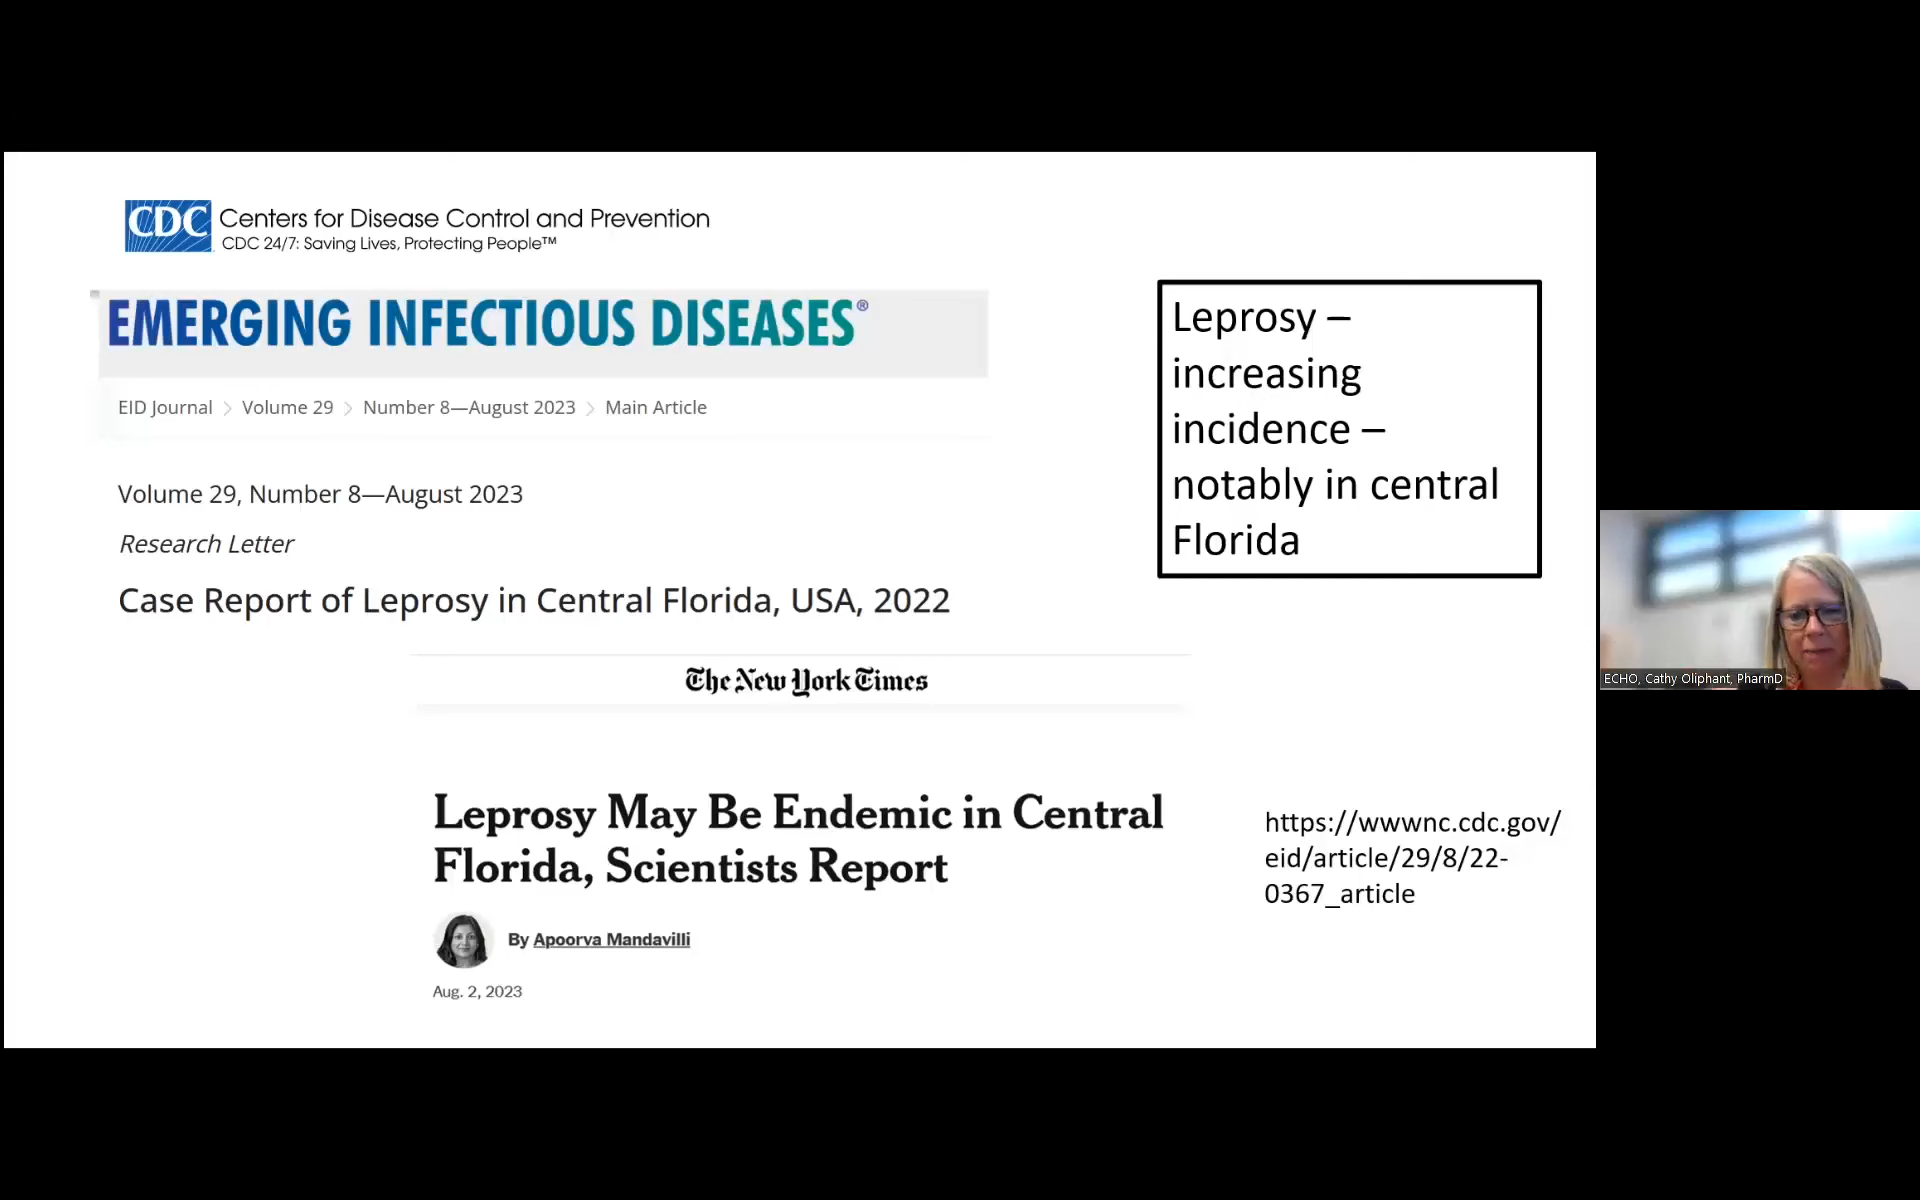 CDC Centers for Disease Control and Prevention
CDC 24/7: Saving Lives, Protecting People™
EMERGING INFECTIOUS DISEASES®
EID Journal > Volume 29 > Number 8—August 2023 > Main Article
Volume 29, Number 8—August 2023
Research Letter
Case Report of Leprosy in Central Florida, USA, 2022
Leprosy –
increasing
incidence –
notably in central
Florida
The New York Times
Leprosy May Be Endemic in Central
Florida, Scientists Report
By Apoorva Mandavilli
Aug. 2, 2023
https://wwwnc.cdc.gov/
eid/article/29/8/22-
0367_article
ECHO, Cathy Oliphant, PharmD